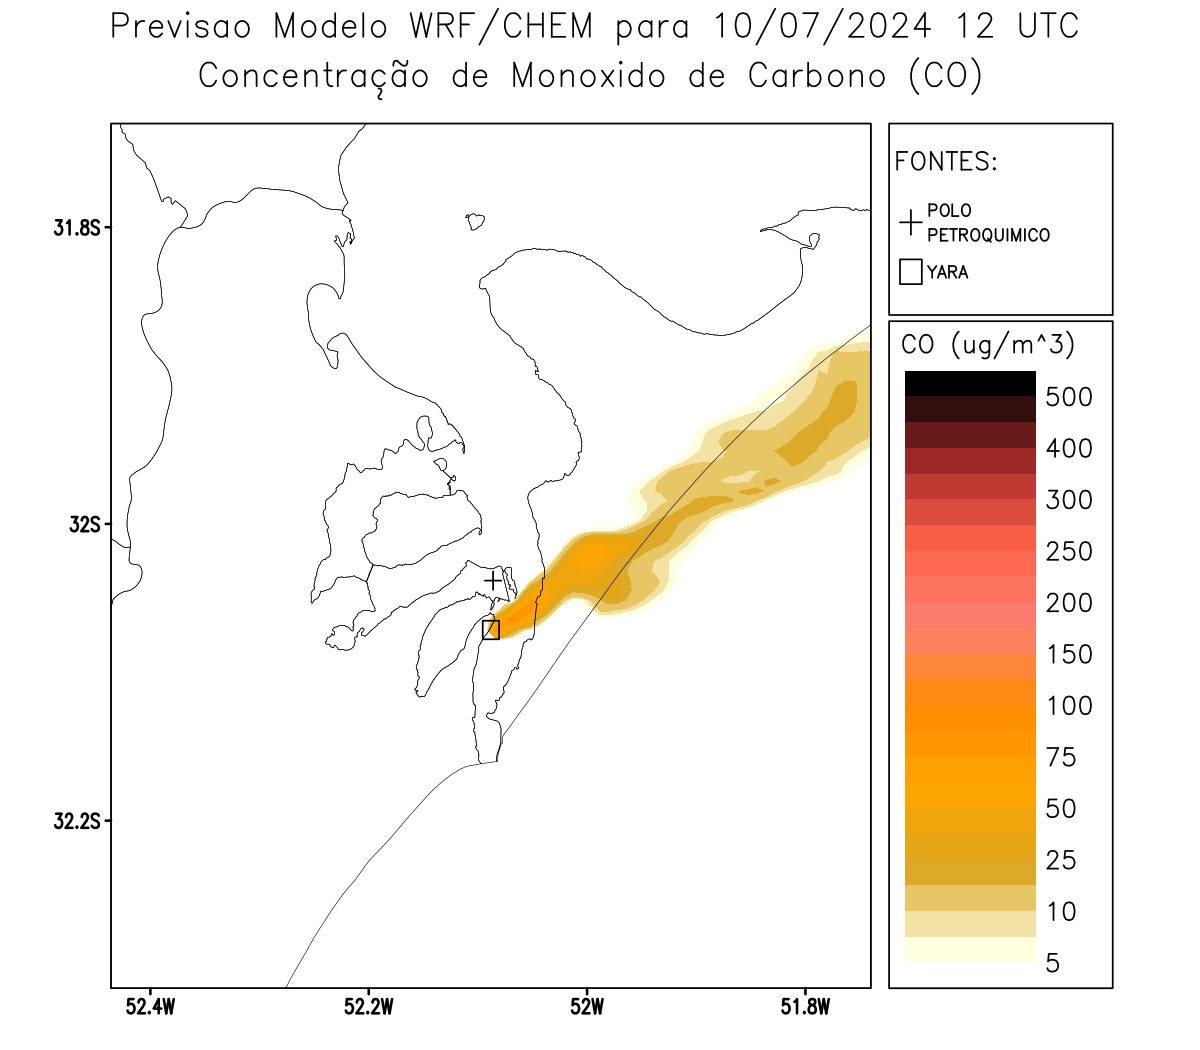 Previsao Modelo WRF/CHEM para 10/07/2024 12 UTC
Concentração de Monoxido de Carbono (CO)
FONTES:
POLO
PETROQUIMICO
YARA
CO (ug/m^3)
500
400
300
250
200
150
100
75
50
25
10
5
31.8S
32S
32.2S
52.4W
52.2W
52W
51.8W